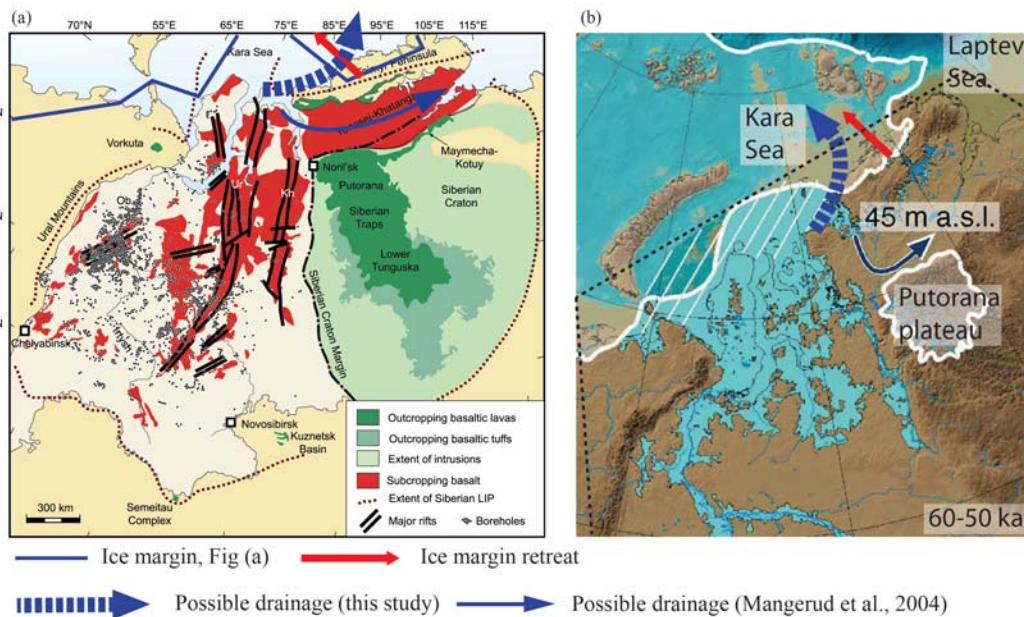 (a)
70°N
55°E
65°E
75°E
85°E
95°E
105°E
115°E
Kara Sea
Peninsula
Vorkuta
Noril'sk
Maymecha-
Kotuy
Ural Mountains
Ob
Ur
Kh
Putorana
Siberian
Traps
Siberian
Craton
Lower
Tunguska
Siberian Craton Margin
Chelyabinsk
Irtysh
Novosibirsk
Kuznetsk
Basin
Semeitau
Complex
300 km
Outcropping basaltic lavas
Outcropping basaltic tuffs
Extent of intrusions
Subcropping basalt
Extent of Siberian LIP
Major rifts
Boreholes
(b)
Laptev
Sea
Kara
Sea
45 m a.s.l.
Putorana
plateau
60-50 ka
Ice margin, Fig (a)
Ice margin retreat
Possible drainage (this study)
Possible drainage (Mangerud et al., 2004)